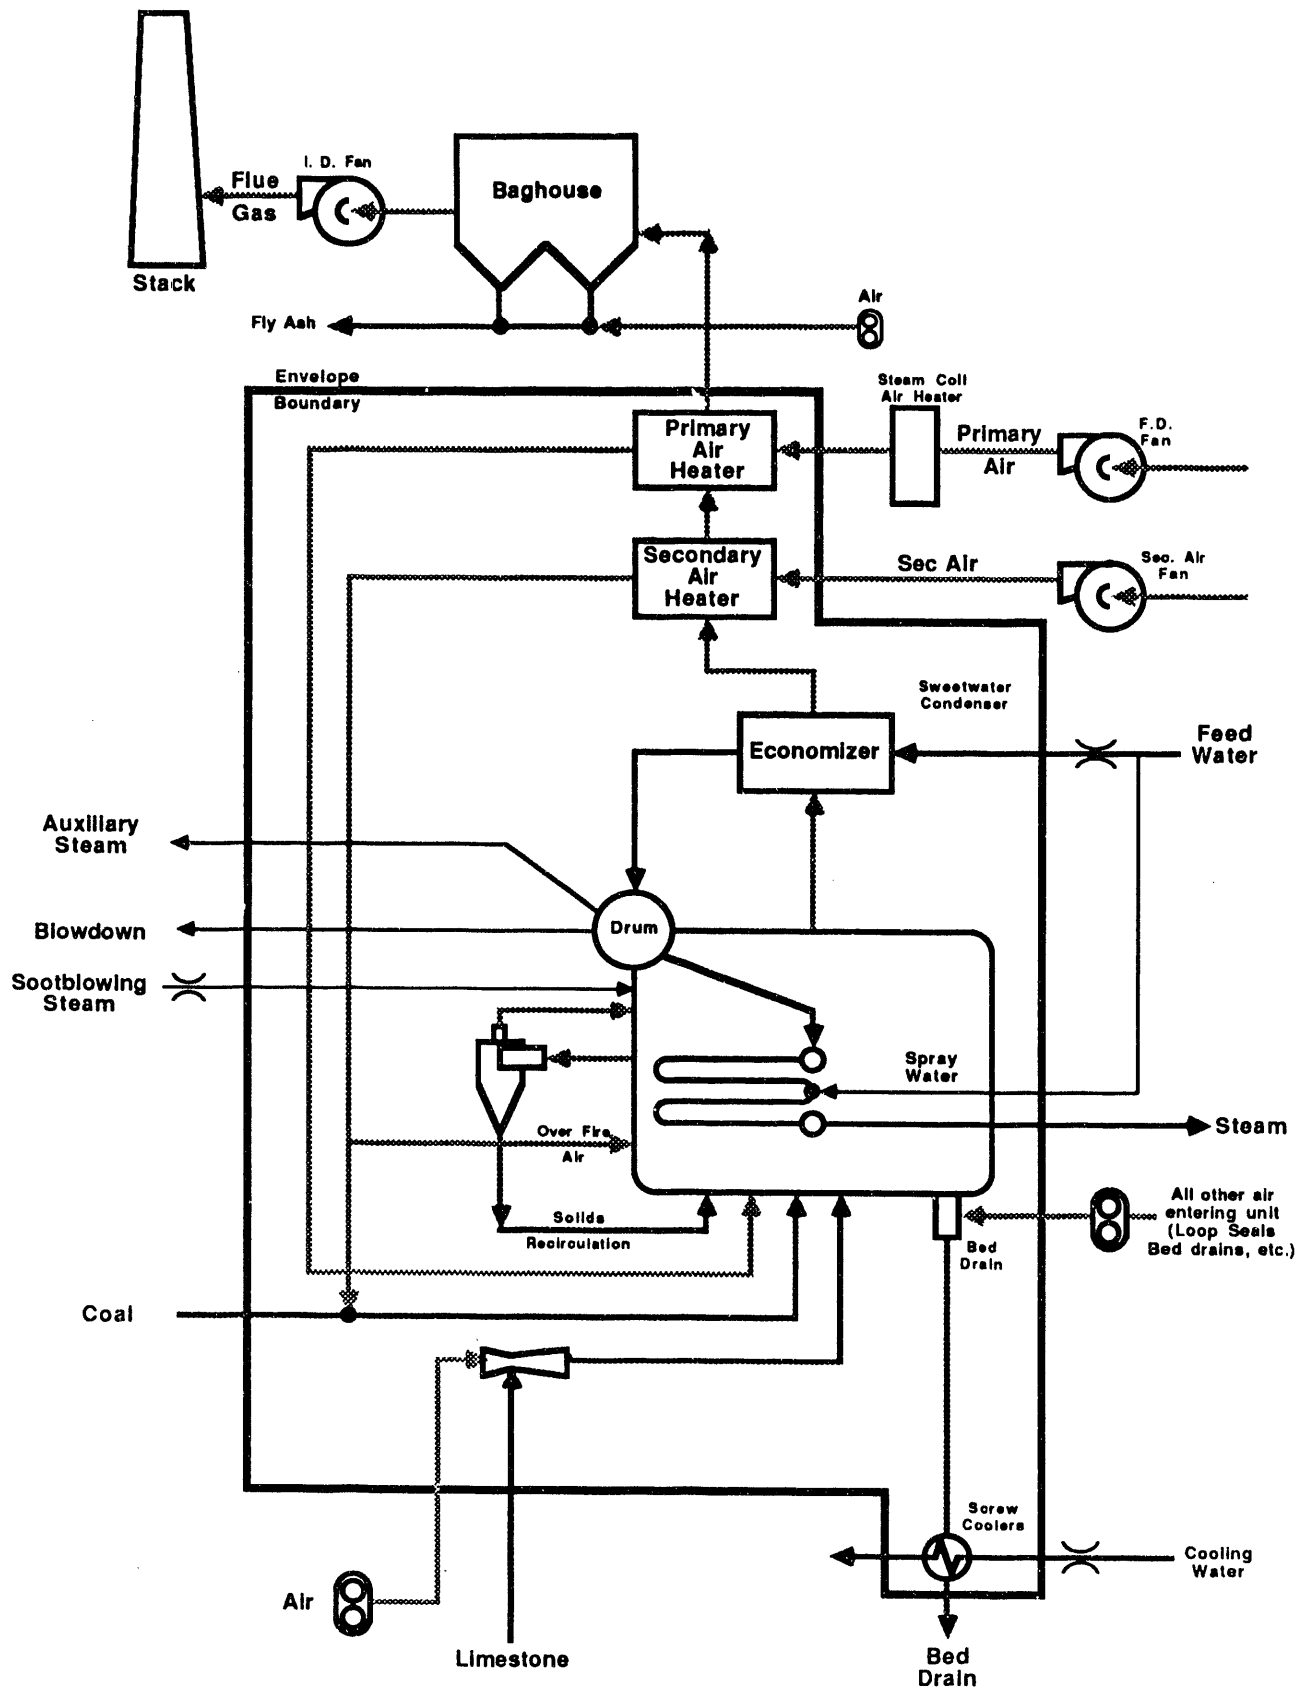 I. D. Fan
Flue
Gas
Baghouse
Stack
Air
Fly Ash
Envelope
Boundary
Steam Coil
Air Heater
Primary
Air
Heater
Primary
Air
F.D.
Fan
Secondary
Air
Heater
Sec Air
Sec. Air
Fan
Sweetwater
Condenser
Economizer
Feed
Water
Auxiliary
Steam
Drum
Blowdown
Sootblowing
Steam
Spray
Water
Over Fire
Air
Steam
Solids
Recirculation
Bed
Drain
All other air
entering unit
(Loop Seals
Bed drains, etc.)
Coal
Screw
Coolers
Cooling
Water
Air
Limestone
Bed
Drain